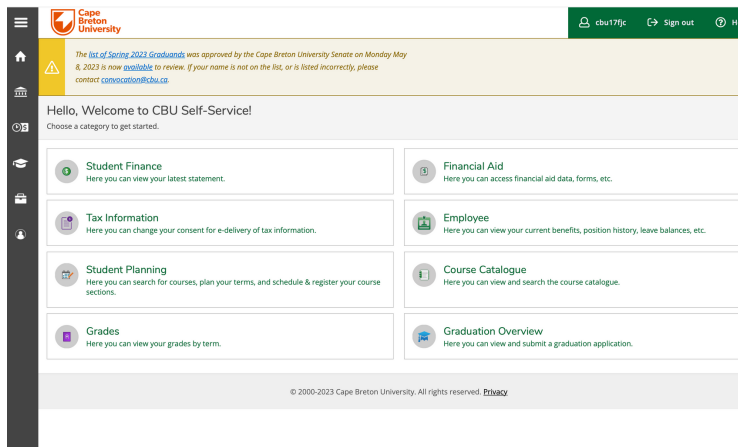 Cape
Breton
University
cbu17fjc
Sign out
The list of Spring 2023 Graduands was approved by the Cape Breton University Senate on Monday May
8, 2023 is now available to review. If your name is not on the list, or is listed incorrectly, please
contact convocation@cbu.ca.
Hello, Welcome to CBU Self-Service!
Choose a category to get started.
Student Finance
Here you can view your latest statement.
Financial Aid
Here you can access financial aid data, forms, etc.
Tax Information
Here you can change your consent for e-delivery of tax information.
Employee
Here you can view your current benefits, position history, leave balances, etc.
Student Planning
Here you can search for courses, plan your terms, and schedule & register your course
sections.
Course Catalogue
Here you can view and search the course catalogue.
Grades
Here you can view your grades by term.
Graduation Overview
Here you can view and submit a graduation application.
© 2000-2023 Cape Breton University. All rights reserved. Privacy